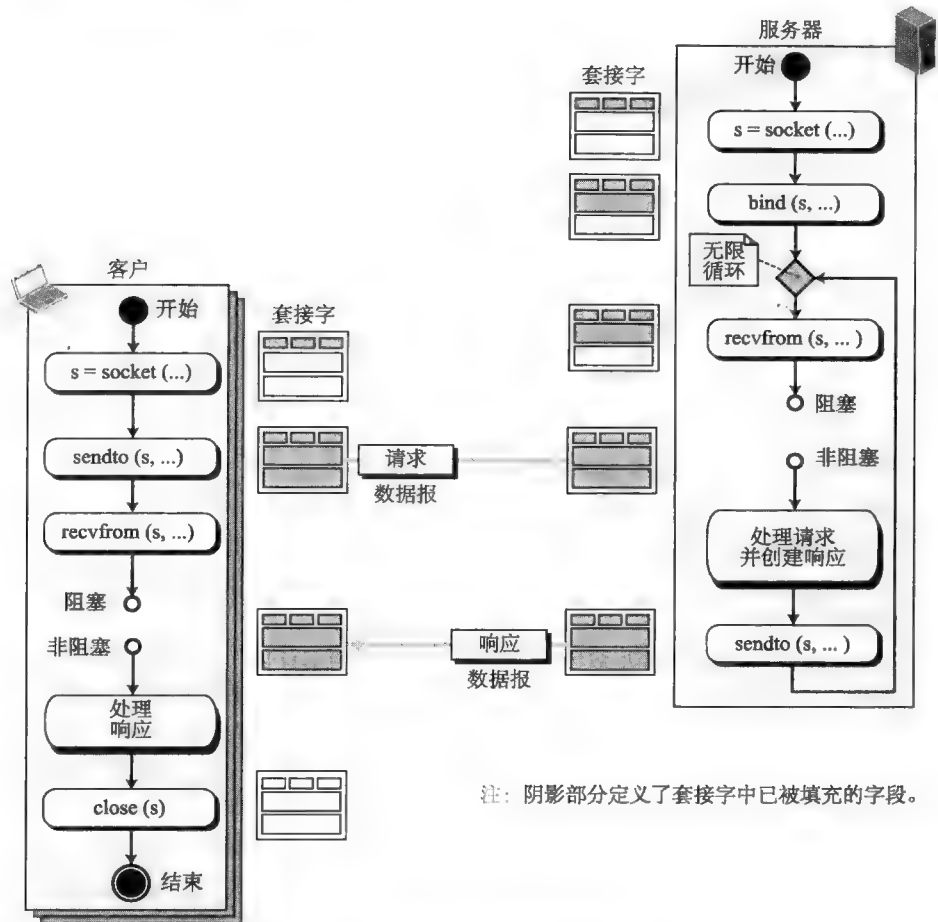 服务器
开始
套接字
s = socket (...)
bind (s, ...)
无限
循环
recvfrom (s, ... )
阻塞
非阻塞
处理请求
并创建响应
sendto (s, ... )
客户
开始
套接字
s = socket (...)
sendto (s, ...)
请求
数据报
recvfrom (s, ...)
阻塞
非阻塞
响应
数据报
处理
响应
close (s)
结束
注：阴影部分定义了套接字中已被填充的字段。